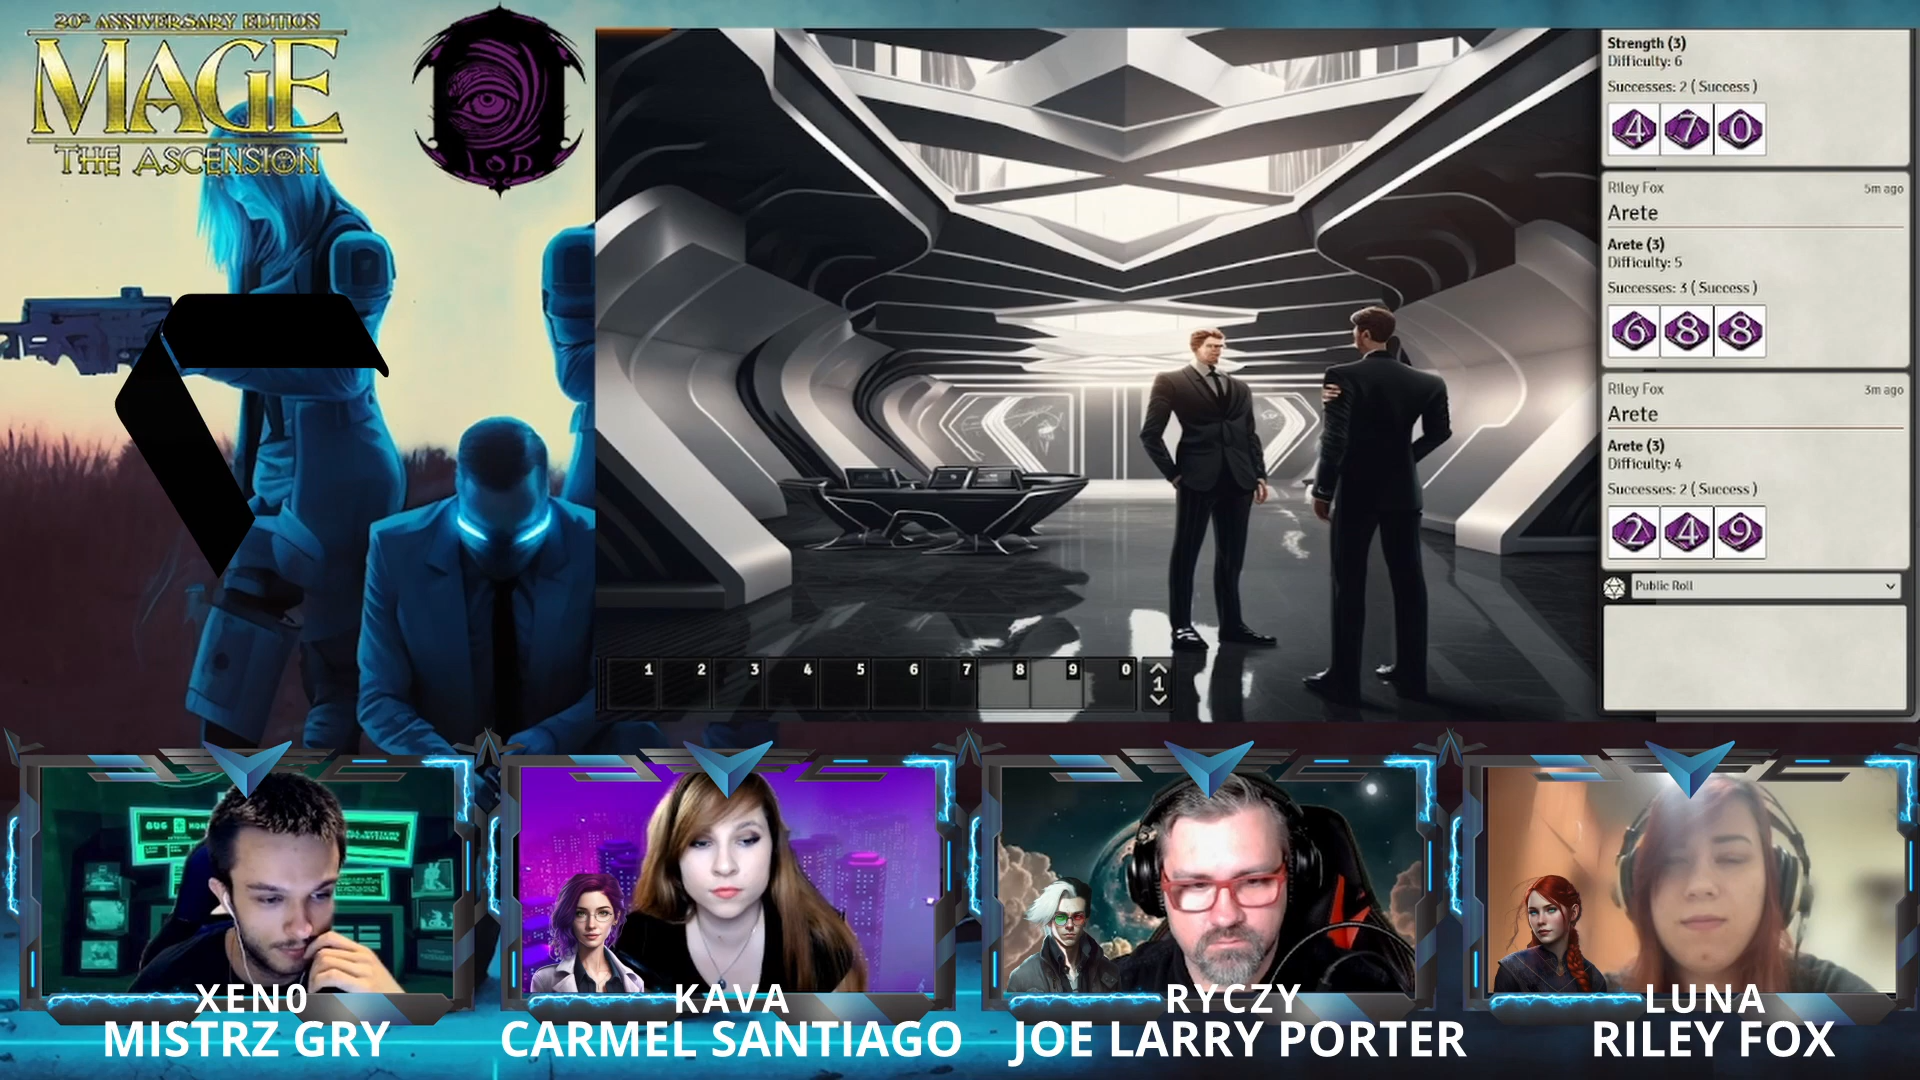 20th ANNIVERSARY EDITION
MAGE
THE ASCENSION
LOD
Strength (3)
Difficulty: 6
Successes: 2 ( Success )
4 7 0
Riley Fox 5m ago
Arete
Arete (3)
Difficulty: 5
Successes: 3 ( Success )
6 8 8
Riley Fox 3m ago
Arete
Arete (3)
Difficulty: 4
Successes: 2 ( Success )
2 4 9
Public Roll
1 2 3 4 5 6 7 8 9 0
1
XEN0
MISTRZ GRY
KAVA
CARMEL SANTIAGO
RYCZY
JOE LARRY PORTER
LUNA
RILEY FOX